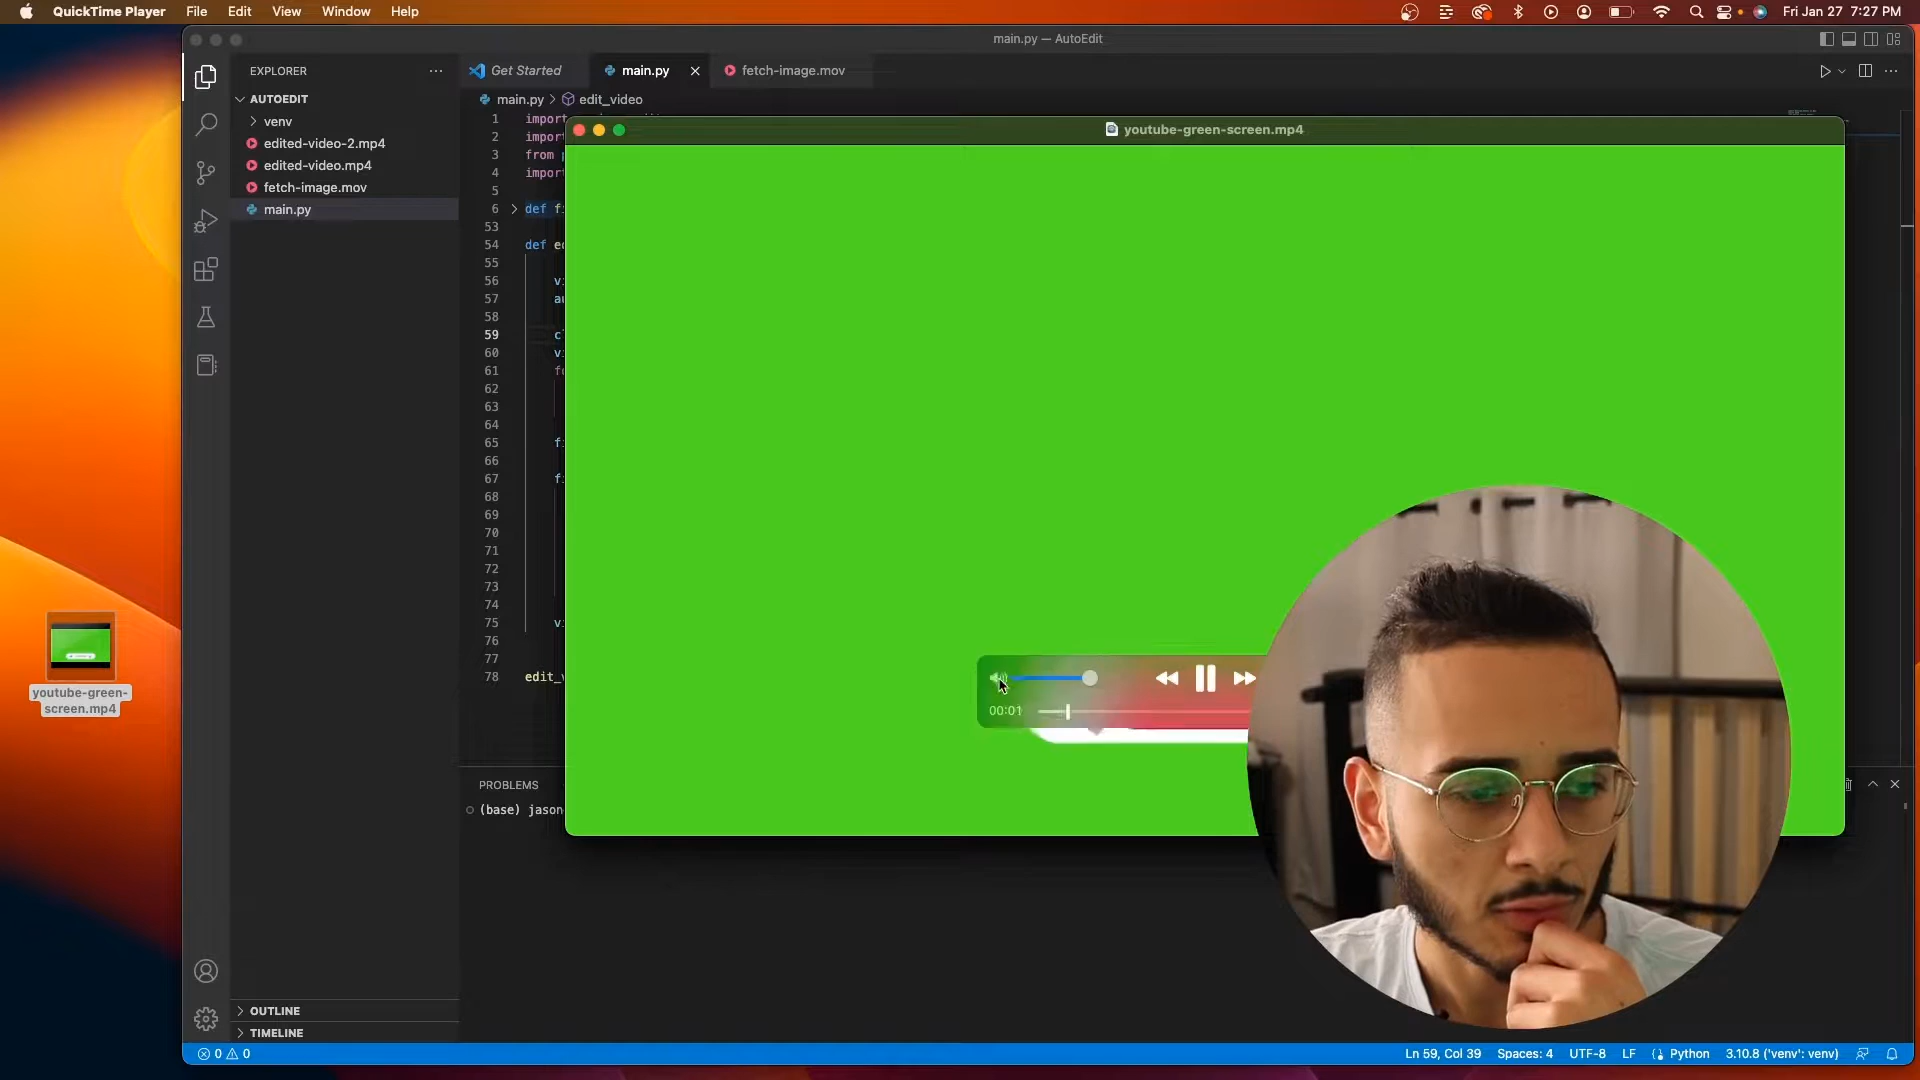 QuickTime Player File Edit View Window Help Fri Jan 27 7:27 PM
main.py — AutoEdit
EXPLORER
Get Started main.py fetch-image.mov
AUTOEDIT
main.py > edit_video
venv
edited-video-2.mp4
edited-video.mp4
fetch-image.mov
main.py
youtube-green-screen.mp4
1 import
2 impor
3 from p
4 impor
5
6 def f
53
54 def e
55
56 v
57 a
58
59 c
60 v
61 f
62
63
64
65 f
66
67 f
68
69
70
71
72
73
74
75 v
76
77
78 edit_v
00:01
youtube-green-
screen.mp4
PROBLEMS
(base) jason
OUTLINE
TIMELINE
0 0 Ln 59, Col 39 Spaces: 4 UTF-8 LF Python 3.10.8 ('venv': venv)